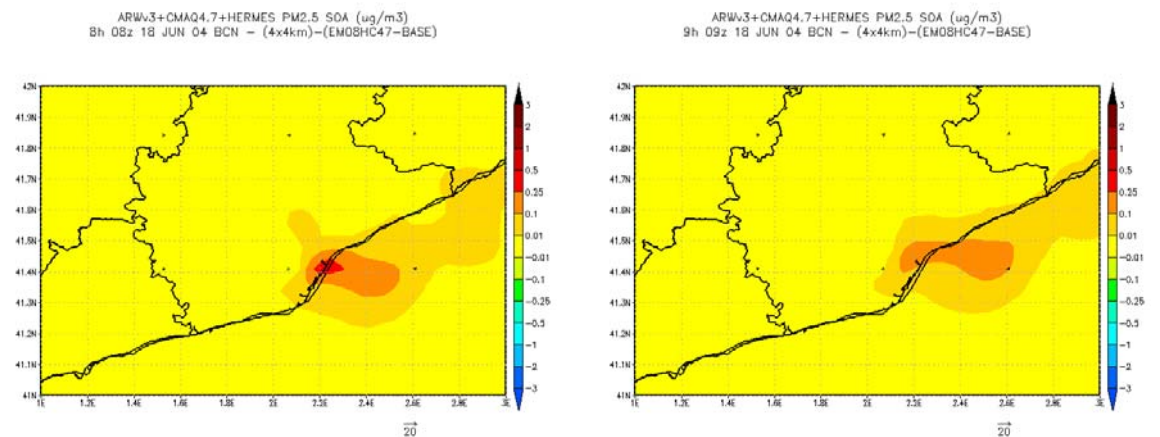 ARWv3+CMAQ4.7+HERMES PM2.5 SOA (ug/m3)
8h 08z 18 JUN 04 BCN - (4x4km)-(EM08HC47-BASE)
42N
41.9N
41.8N
41.7N
41.6N
41.5N
41.4N
41.3N
41.2N
41.1N
41N
1E 1.2E 1.4E 1.6E 1.8E 2E 2.2E 2.4E 2.6E 2.8E 3E
3
2
1
0.5
0.25
0.1
0.01
-0.01
-0.1
-0.25
-0.5
-1
-2
-3
20
ARWv3+CMAQ4.7+HERMES PM2.5 SOA (ug/m3)
9h 09z 18 JUN 04 BCN - (4x4km)-(EM08HC47-BASE)
42N
41.9N
41.8N
41.7N
41.6N
41.5N
41.4N
41.3N
41.2N
41.1N
41N
1E 1.2E 1.4E 1.6E 1.8E 2E 2.2E 2.4E 2.6E 2.8E 3E
3
2
1
0.5
0.25
0.1
0.01
-0.01
-0.1
-0.25
-0.5
-1
-2
-3
20